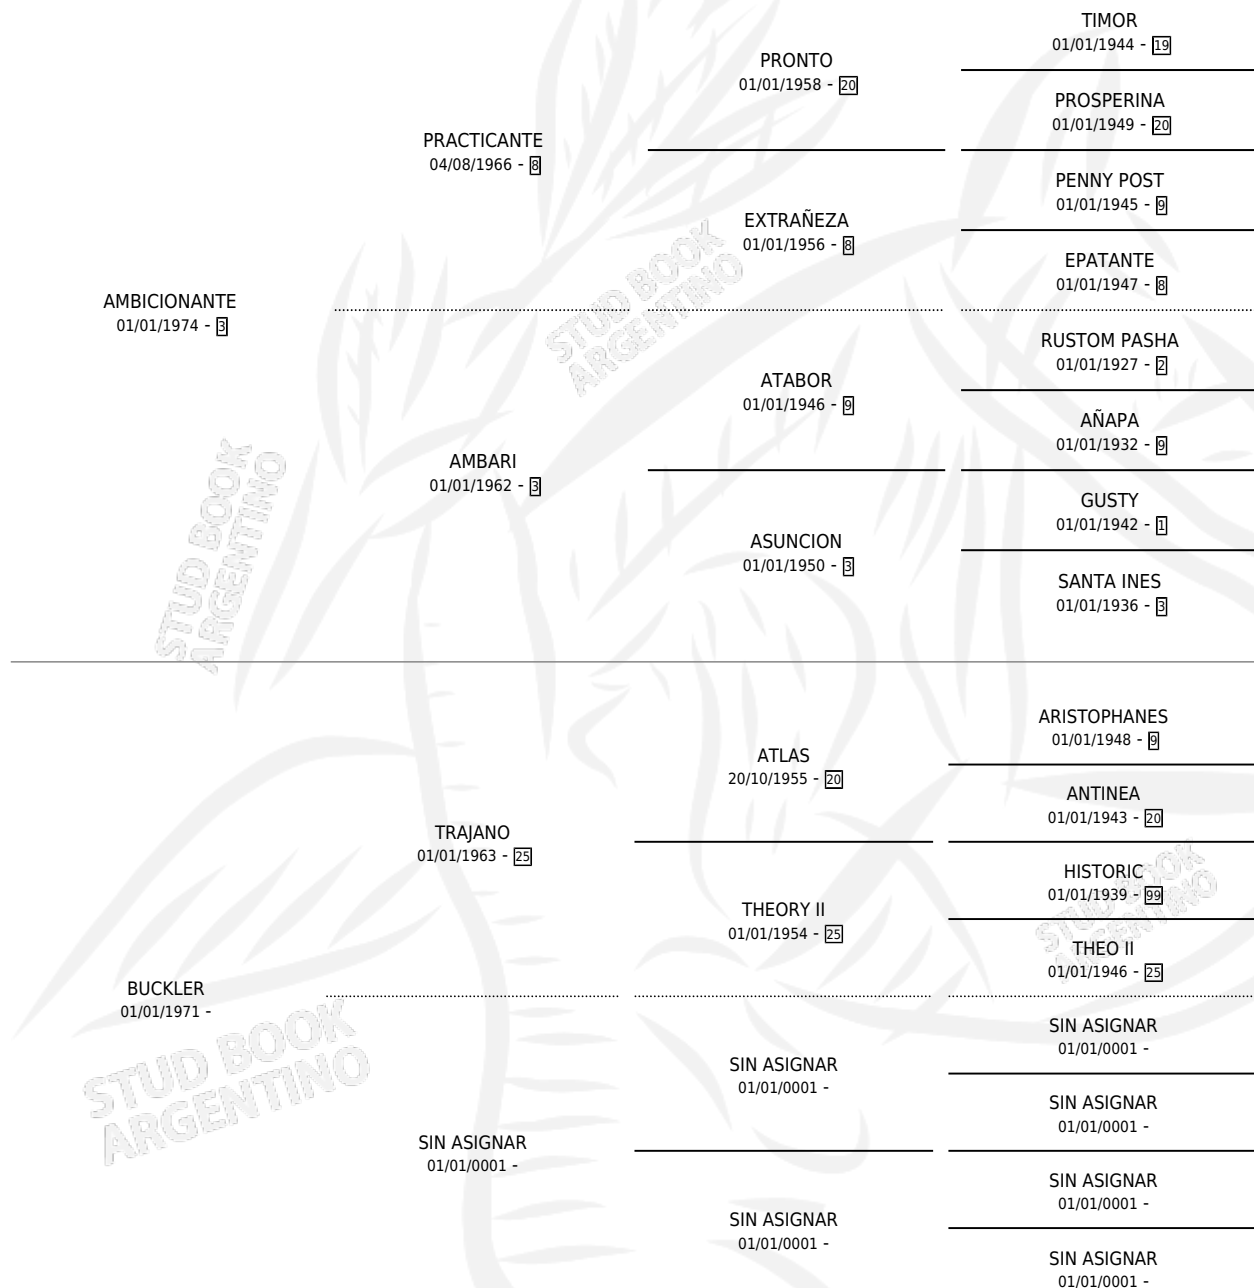 TIMOR
01/01/1944 - 19
PRONTO
01/01/1958 - 20
PROSPERINA
01/01/1949 - 20
PRACTICANTE
04/08/1966 - 8
PENNY POST
01/01/1945 - 9
EXTRAÑEZA
01/01/1956 - 8
EPATANTE
01/01/1947 - 8
AMBICIONANTE
01/01/1974 - 3
RUSTOM PASHA
01/01/1927 - 2
ATABOR
01/01/1946 - 9
AÑAPA
01/01/1932 - 9
AMBARI
01/01/1962 - 3
GUSTY
01/01/1942 - 1
ASUNCION
01/01/1950 - 3
SANTA INES
01/01/1936 - 3
STUD BOOK
ARGENTINO
STUD BOOK
ARGENTINO
ARISTOPHANES
01/01/1948 - 9
ATLAS
20/10/1955 - 20
ANTINEA
01/01/1943 - 20
TRAJANO
01/01/1963 - 25
HISTORIC
01/01/1939 - 99
THEORY II
01/01/1954 - 25
THEO II
01/01/1946 - 25
STUD BOOK
ARGENTINO
BUCKLER
01/01/1971 -
SIN ASIGNAR
01/01/0001 -
SIN ASIGNAR
01/01/0001 -
SIN ASIGNAR
01/01/0001 -
SIN ASIGNAR
01/01/0001 -
SIN ASIGNAR
01/01/0001 -
SIN ASIGNAR
01/01/0001 -
SIN ASIGNAR
01/01/0001 -
STUD BOOK
ARGENTINO